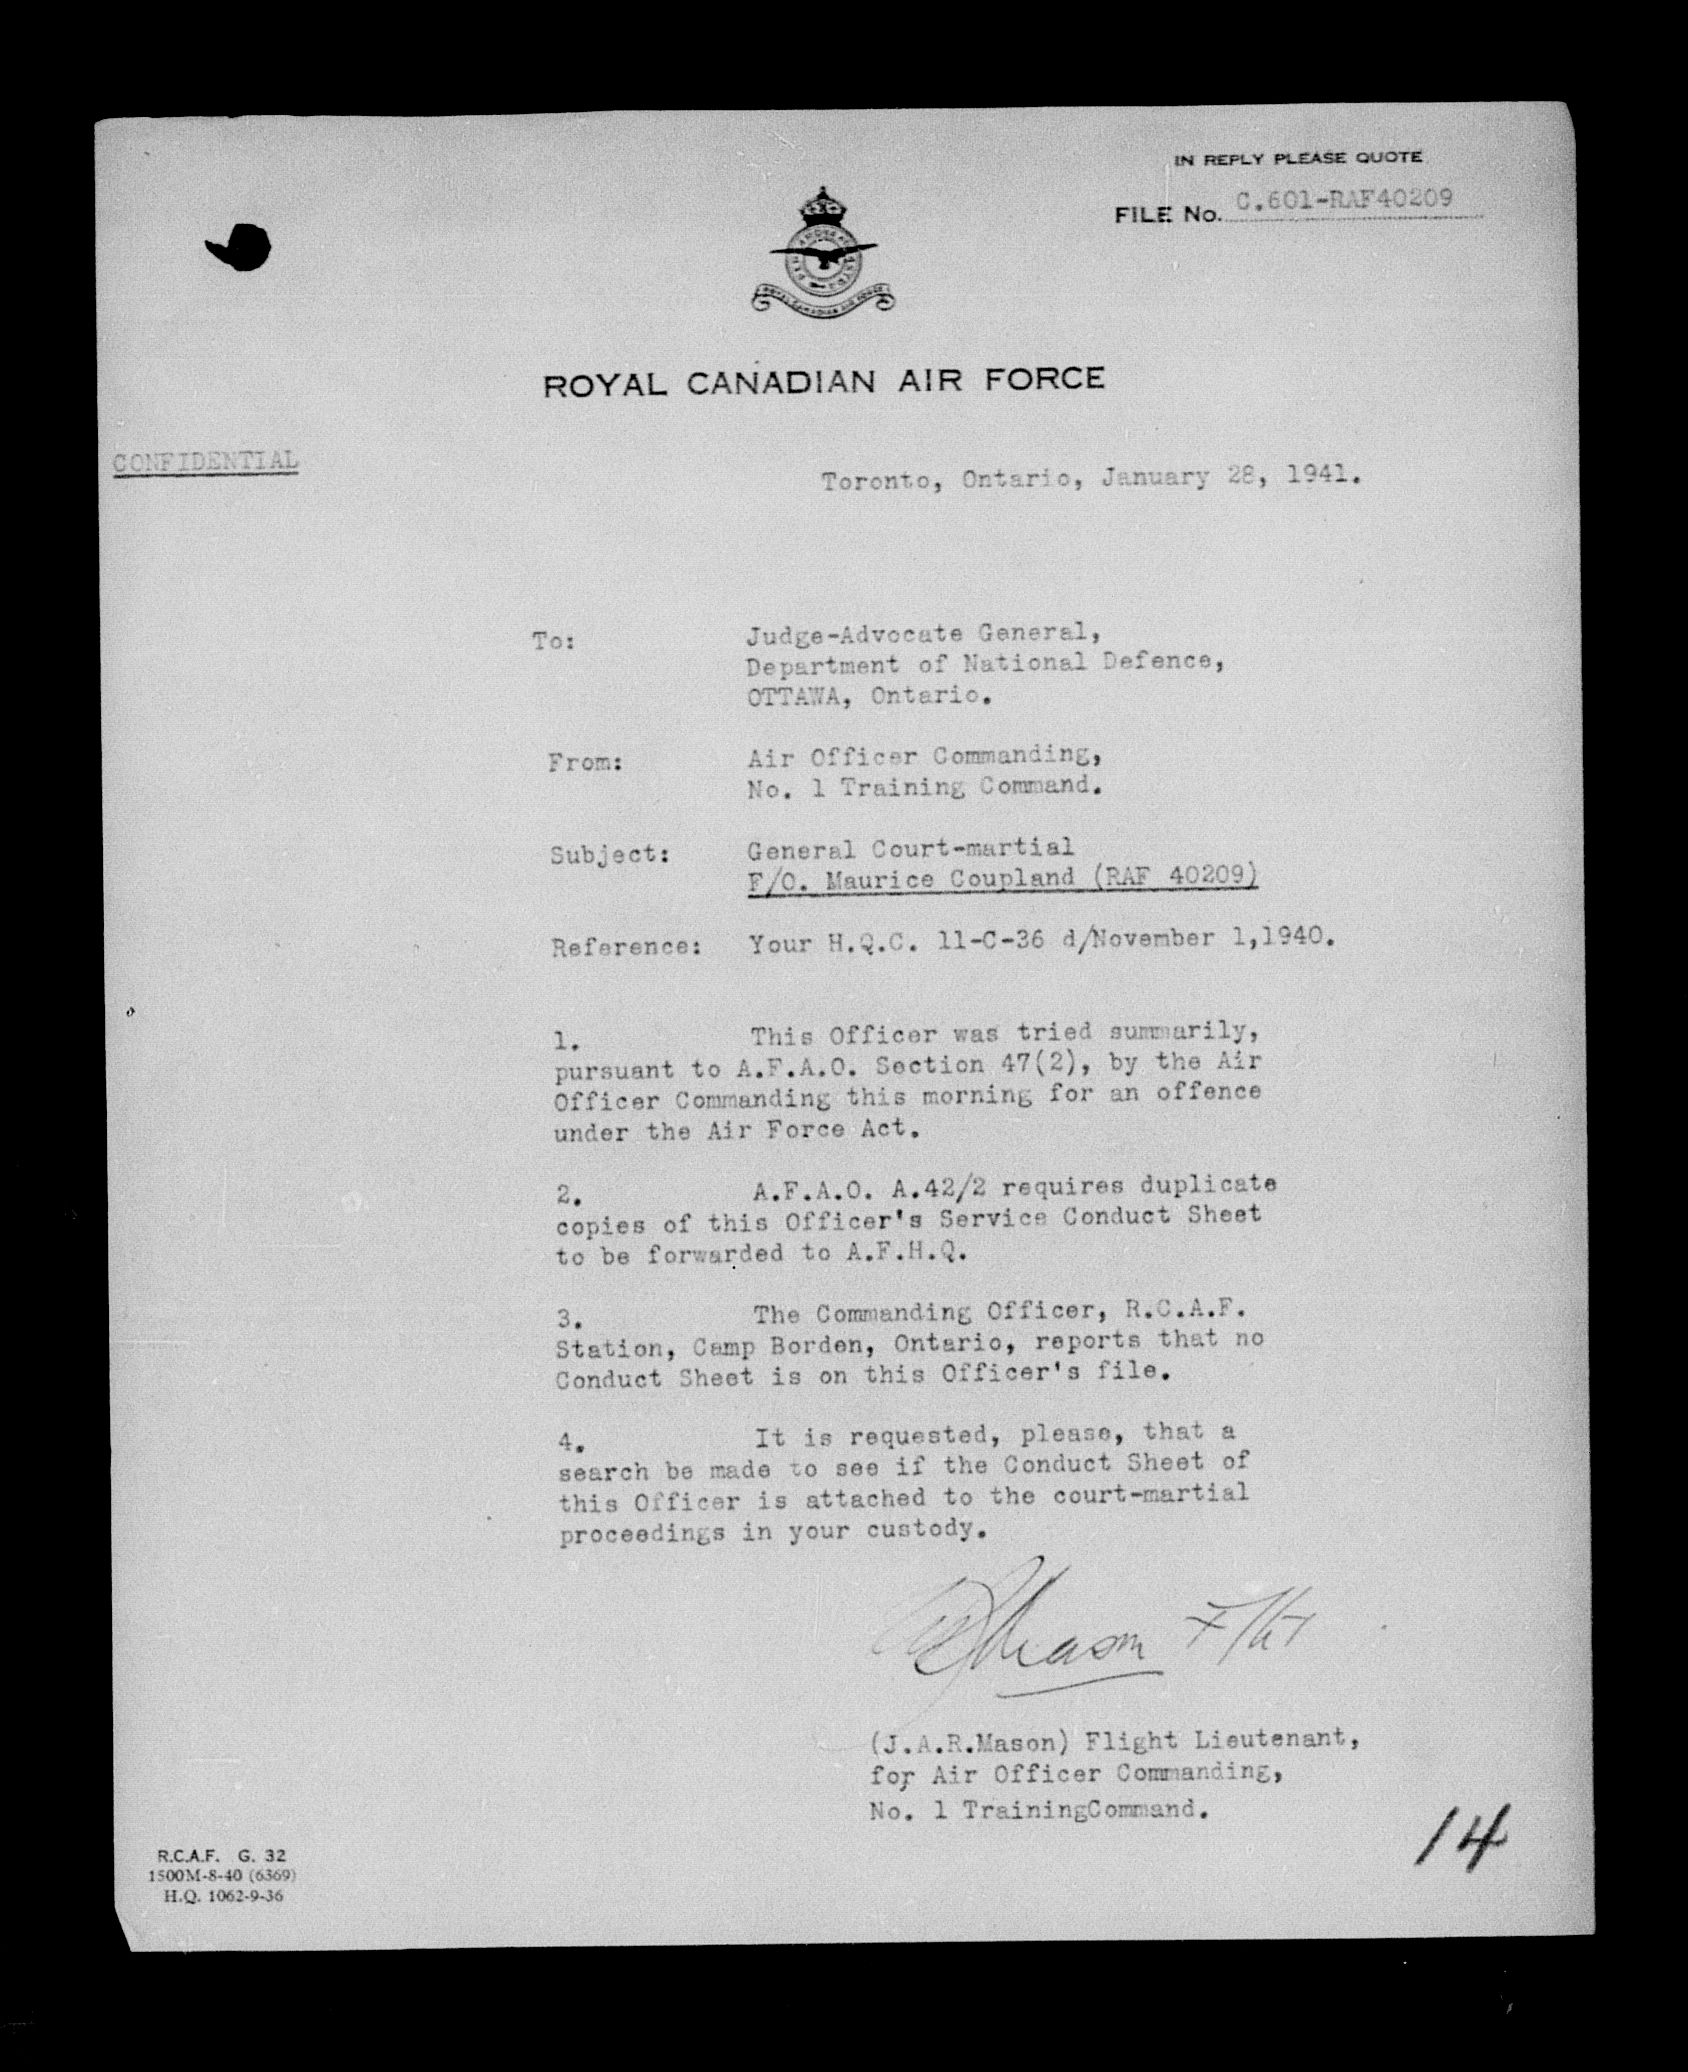 IN REPLY PLEASE QUOTE
FILE No. C.601-RAF40209
ROYAL CANADIAN AIR FORCE
ROYAL CANADIAN AIR FORCE
CONFIDENTIAL
Toronto, Ontario, January 28, 1941.
To: Judge-Advocate General,
Department of National Defence,
OTTAWA, Ontario.
From: Air Officer Commanding,
No. 1 Training Command.
Subject: General Court-martial
F/O. Maurice Coupland (RAF 40209)
Reference: Your H.Q.C. 11-C-36 d/November 1,1940.
1. This Officer was tried summarily,
pursuant to A.F.A.O. Section 47(2), by the Air
Officer Commanding this morning for an offence
under the Air Force Act.
2. A.F.A.O. A.42/2 requires duplicate
copies of this Officer's Service Conduct Sheet
to be forwarded to A.F.H.Q.
3. The Commanding Officer, R.C.A.F.
Station, Camp Borden, Ontario, reports that no
Conduct Sheet is on this Officer's file.
4. It is requested, please, that a
search be made to see if the Conduct Sheet of
this Officer is attached to the court-martial
proceedings in your custody.
Mason F/Lt
(J.A.R.Mason) Flight Lieutenant,
for Air Officer Commanding,
No. 1 TrainingCommand.
14
R.C.A.F. G. 32
1500M-8-40 (6369)
H.Q. 1062-9-36